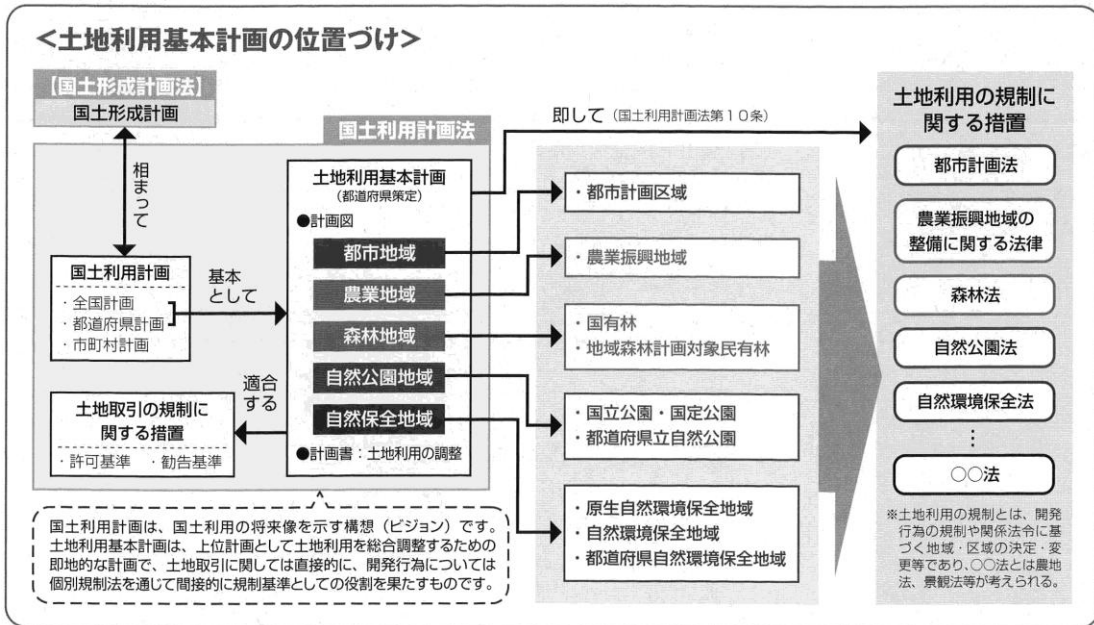 ＜土地利用基本計画の位置づけ＞
【国土形成計画法】
国土形成計画
相まって
国土利用計画法
国土利用計画
・全国計画
・都道府県計画
・市町村計画
基本
として
適合
する
土地取引の規制に
関する措置
・許可基準　・勧告基準
土地利用基本計画
（都道府県策定）
●計画図
都市地域
農業地域
森林地域
自然公園地域
自然保全地域
●計画書：土地利用の調整
即して（国土利用計画法第１０条）
・都市計画区域
・農業振興地域
・国有林
・地域森林計画対象民有林
・国立公園・国定公園
・都道府県立自然公園
・原生自然環境保全地域
・自然環境保全地域
・都道府県自然環境保全地域
土地利用の規制に
関する措置
都市計画法
農業振興地域の
整備に関する法律
森林法
自然公園法
自然環境保全法
⋮
○○法
※土地利用の規制とは、開発
行為の規制や関係法令に基
づく地域・区域の決定・変
更等であり、○○法とは農地
法、景観法等が考えられる。
国土利用計画は、国土利用の将来像を示す構想（ビジョン）です。
土地利用基本計画は、上位計画として土地利用を総合調整するための
即地的な計画で、土地取引に関しては直接的に、開発行為については
個別規制法を通じて間接的に規制基準としての役割を果たすものです。